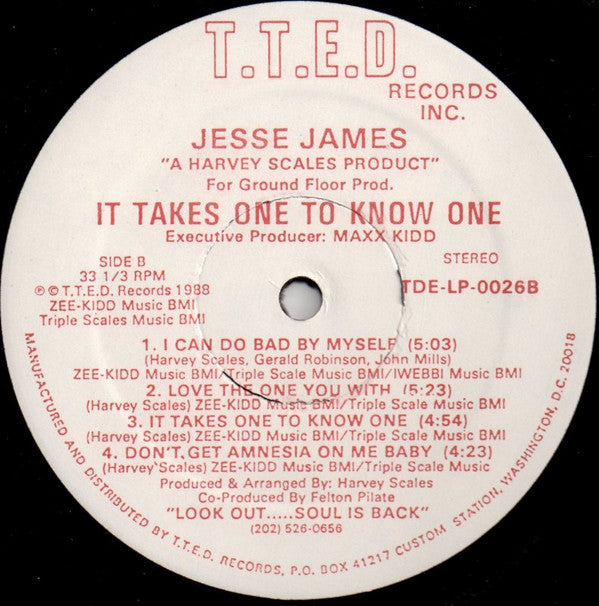 T.T.E.D.
RECORDS
INC.
JESSE JAMES
"A HARVEY SCALES PRODUCT"
For Ground Floor Prod.
IT TAKES ONE TO KNOW ONE
Executive Producer: MAXX KIDD
SIDE B
33 1/3 RPM
STEREO
℗ © T.T.E.D. Records 1988
ZEE-KIDD Music BMI
Triple Scales Music BMI
TDE-LP-0026B
1. I CAN DO BAD BY MYSELF (5:03)
(Harvey Scales, Gerald Robinson, John Mills)
ZEE-KIDD Music BMI/Triple Scale Music BMI/IWEBBI Music BMI
2. LOVE THE ONE YOU WITH (5:23)
(Harvey Scales) ZEE-KIDD Music BMI/Triple Scale Music BMI
3. IT TAKES ONE TO KNOW ONE (4:54)
(Harvey Scales) ZEE-KIDD Music BMI/Triple Scale Music BMI
4. DON'T. GET AMNESIA ON ME BABY (4:23)
(Harvey Scales) ZEE-KIDD Music BMI/Triple Scale Music
Produced & Arranged By: Harvey Scales
Co-Produced By Felton Pilate
"LOOK OUT.....SOUL IS BACK"
(202) 526-0656
MANUFACTURED AND DISTRIBUTED BY T.T.E.D. RECORDS, P.O. BOX 41217 CUSTOM STATION, WASHINGTON, D.C. 20018